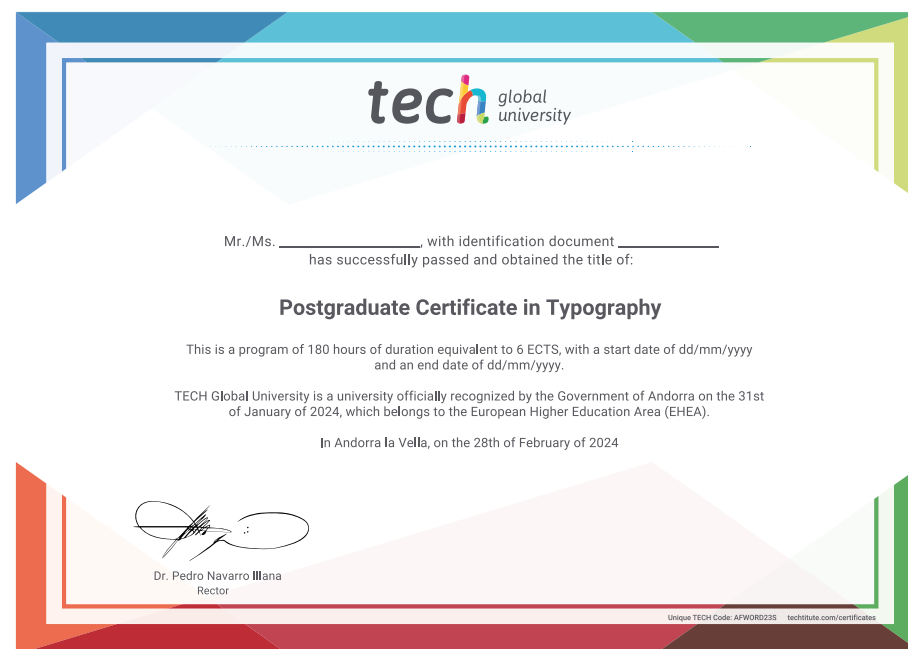 tech global
university
Mr./Ms. ____________, with identification document ____________
has successfully passed and obtained the title of:
Postgraduate Certificate in Typography
This is a program of 180 hours of duration equivalent to 6 ECTS, with a start date of dd/mm/yyyy
and an end date of dd/mm/yyyy.
TECH Global University is a university officially recognized by the Government of Andorra on the 31st
of January of 2024, which belongs to the European Higher Education Area (EHEA).
In Andorra la Vella, on the 28th of February of 2024
Dr. Pedro Navarro Illana
Rector
Unique TECH Code: AFWORD23S techtitute.com/certificates